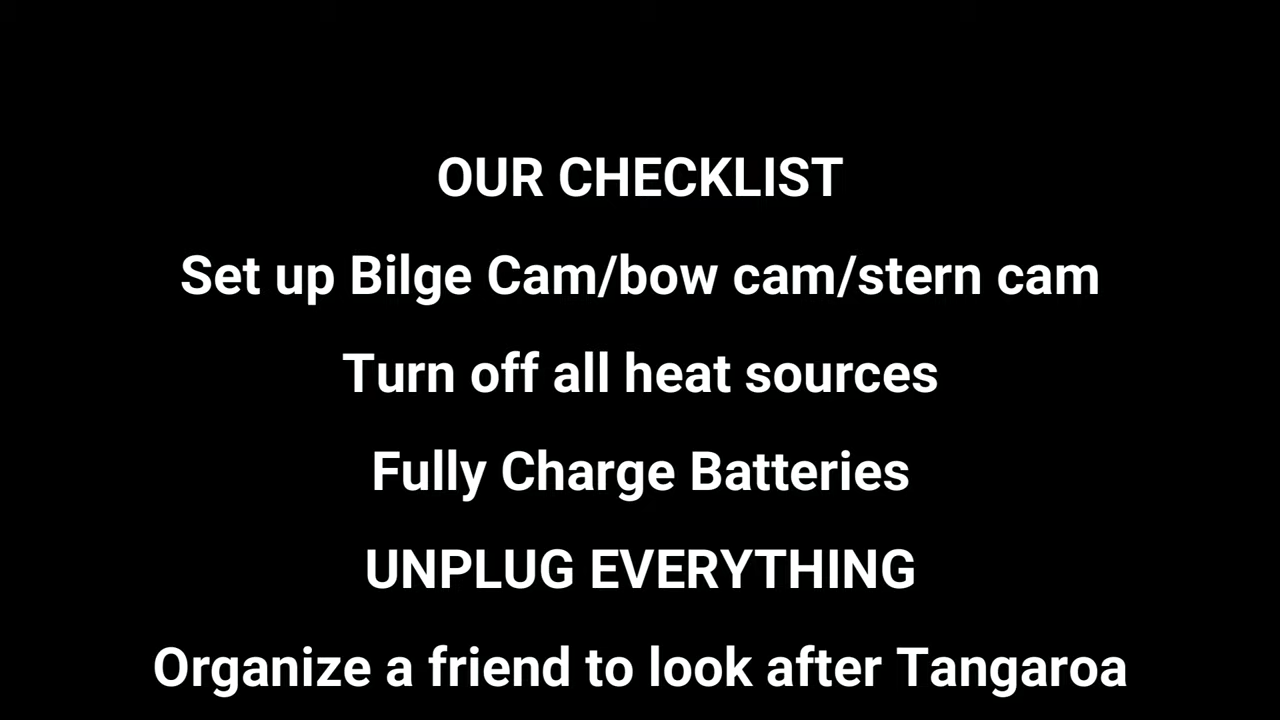 OUR CHECKLIST
Set up Bilge Cam/bow cam/stern cam
Turn off all heat sources
Fully Charge Batteries
UNPLUG EVERYTHING
Organize a friend to look after Tangaroa